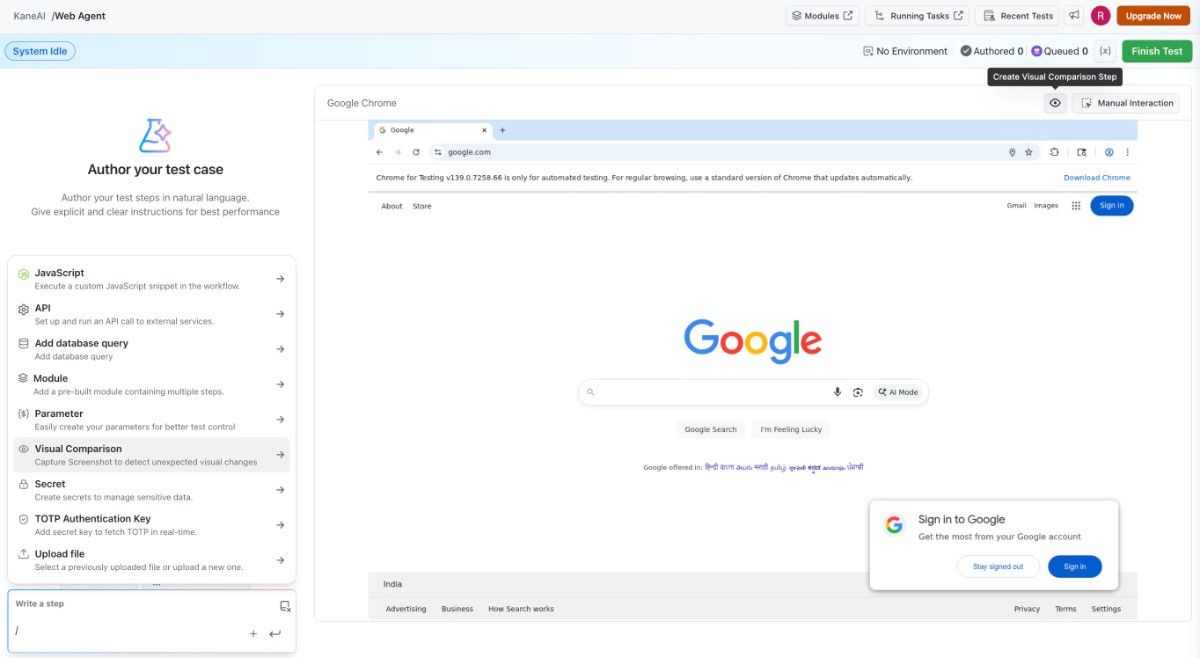 KaneAI /Web Agent
Modules
Running Tasks
Recent Tests
R
Upgrade Now
System Idle
No Environment
Authored 0
Queued 0
{x}
Finish Test
Create Visual Comparison Step
Google Chrome
Manual Interaction
Google
google.com
Chrome for Testing v139.0.7258.66 is only for automated testing. For regular browsing, use a standard version of Chrome that updates automatically.
Download Chrome
About Store
Gmail Images
Sign in
Author your test case
Author your test steps in natural language.
Give explicit and clear instructions for best performance
JavaScript
Execute a custom JavaScript snippet in the workflow.
API
Set up and run an API call to external services.
Add database query
Add database query
Module
Add a pre-built module containing multiple steps.
Parameter
Easily create your parameters for better test control
Visual Comparison
Capture Screenshot to detect unexpected visual changes
Secret
Create secrets to manage sensitive data.
TOTP Authentication Key
Add secret key to fetch TOTP in real-time.
Upload file
Select a previously uploaded file or upload a new one.
Write a step
/
Google
AI Mode
Google Search
I'm Feeling Lucky
Google offered in: हिन्दी বাংলা తెలుగు मराठी தமிழ் ಕನ್ನಡ മലയാളം ਪੰਜਾਬੀ
Sign in to Google
Get the most from your Google account
Stay signed out
Sign in
India
Advertising Business How Search works
Privacy Terms Settings